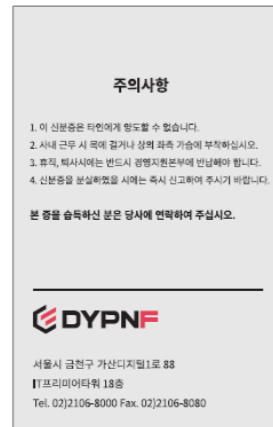 주의사항
1. 이 신분증은 타인에게 양도할 수 없습니다.
2. 사내 근무 시 목에 걸거나 상의 좌측 가슴에 부착하십시오.
3. 휴직, 퇴사시에는 반드시 경영지원본부에 반납해야 합니다.
4. 신분증을 분실하였을 시에는 즉시 신고하여 주시기 바랍니다.
본 증을 습득하신 분은 당사에 연락하여 주십시오.
DYPNF
서울시 금천구 가산디지털1로 88
IT프리미어타워 18층
Tel. 02)2106-8000 Fax. 02)2106-8080